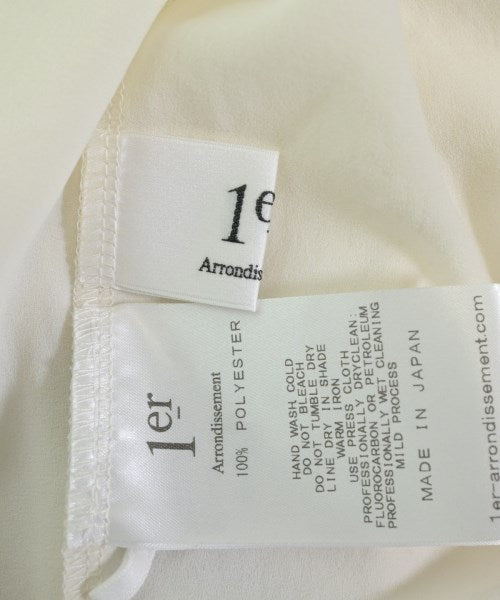 1er
Arrondis
1er
Arrondissement
100% POLYESTER
HAND WASH COLD
DO NOT BLEACH
DO NOT TUMBLE DRY
LINE DRY IN SHADE
WARM IRON
USE PRESS CLOTH
PROFESSIONALLY DRYCLEAN:
FLUOROCARBON OR PETROLEUM
PROFESSIONALLY WET CLEANING
MILD PROCESS
MADE IN JAPAN
1er-arrondissement.com